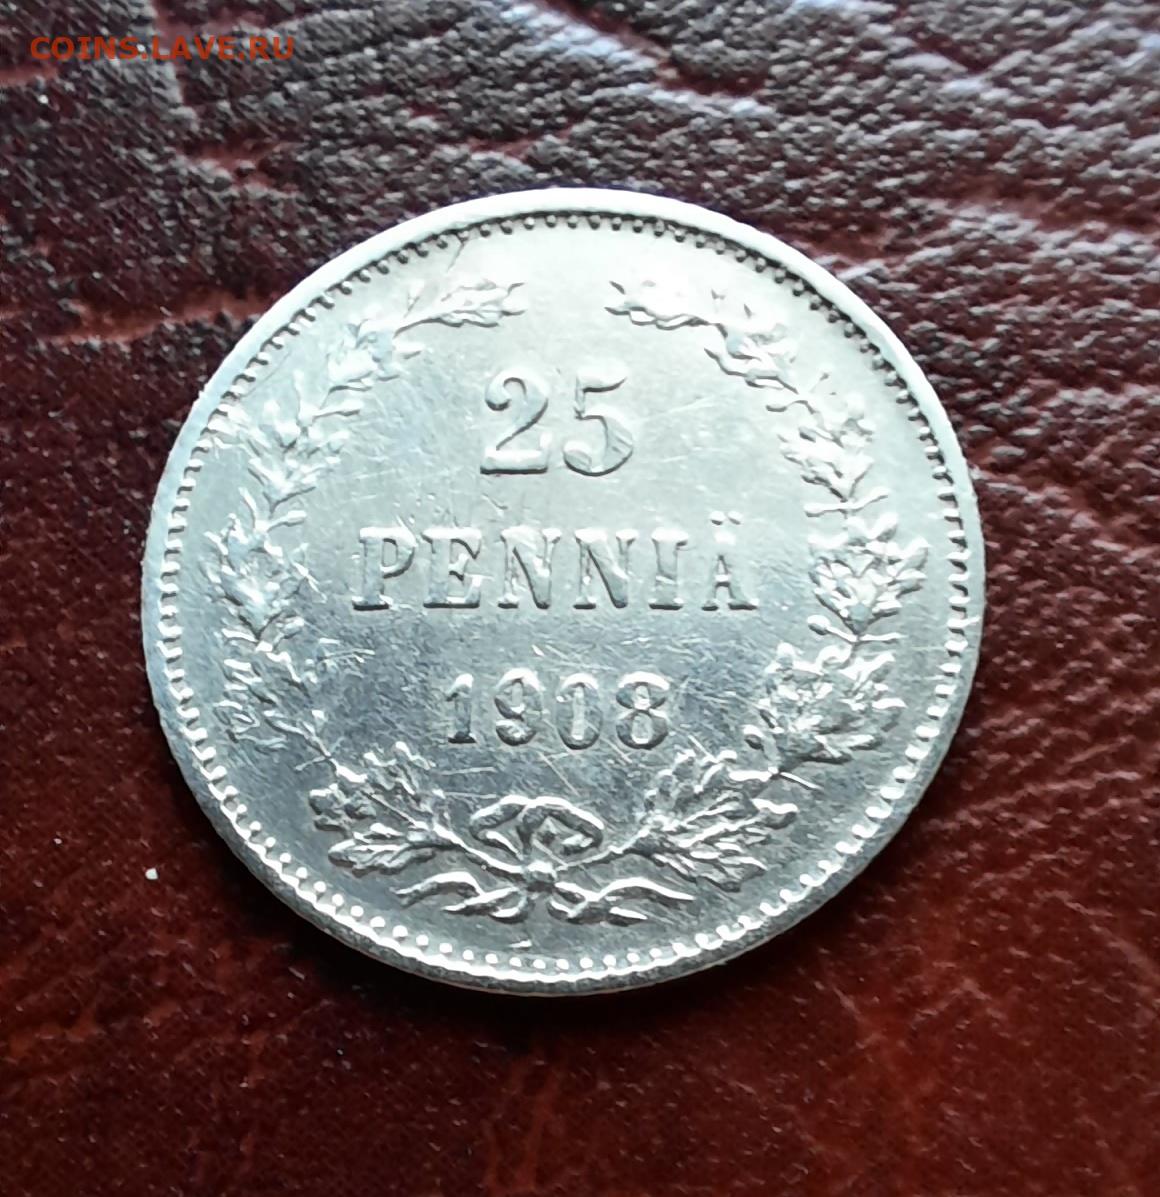 COINS.LAVE.RU
25
PENNIÄ
1908